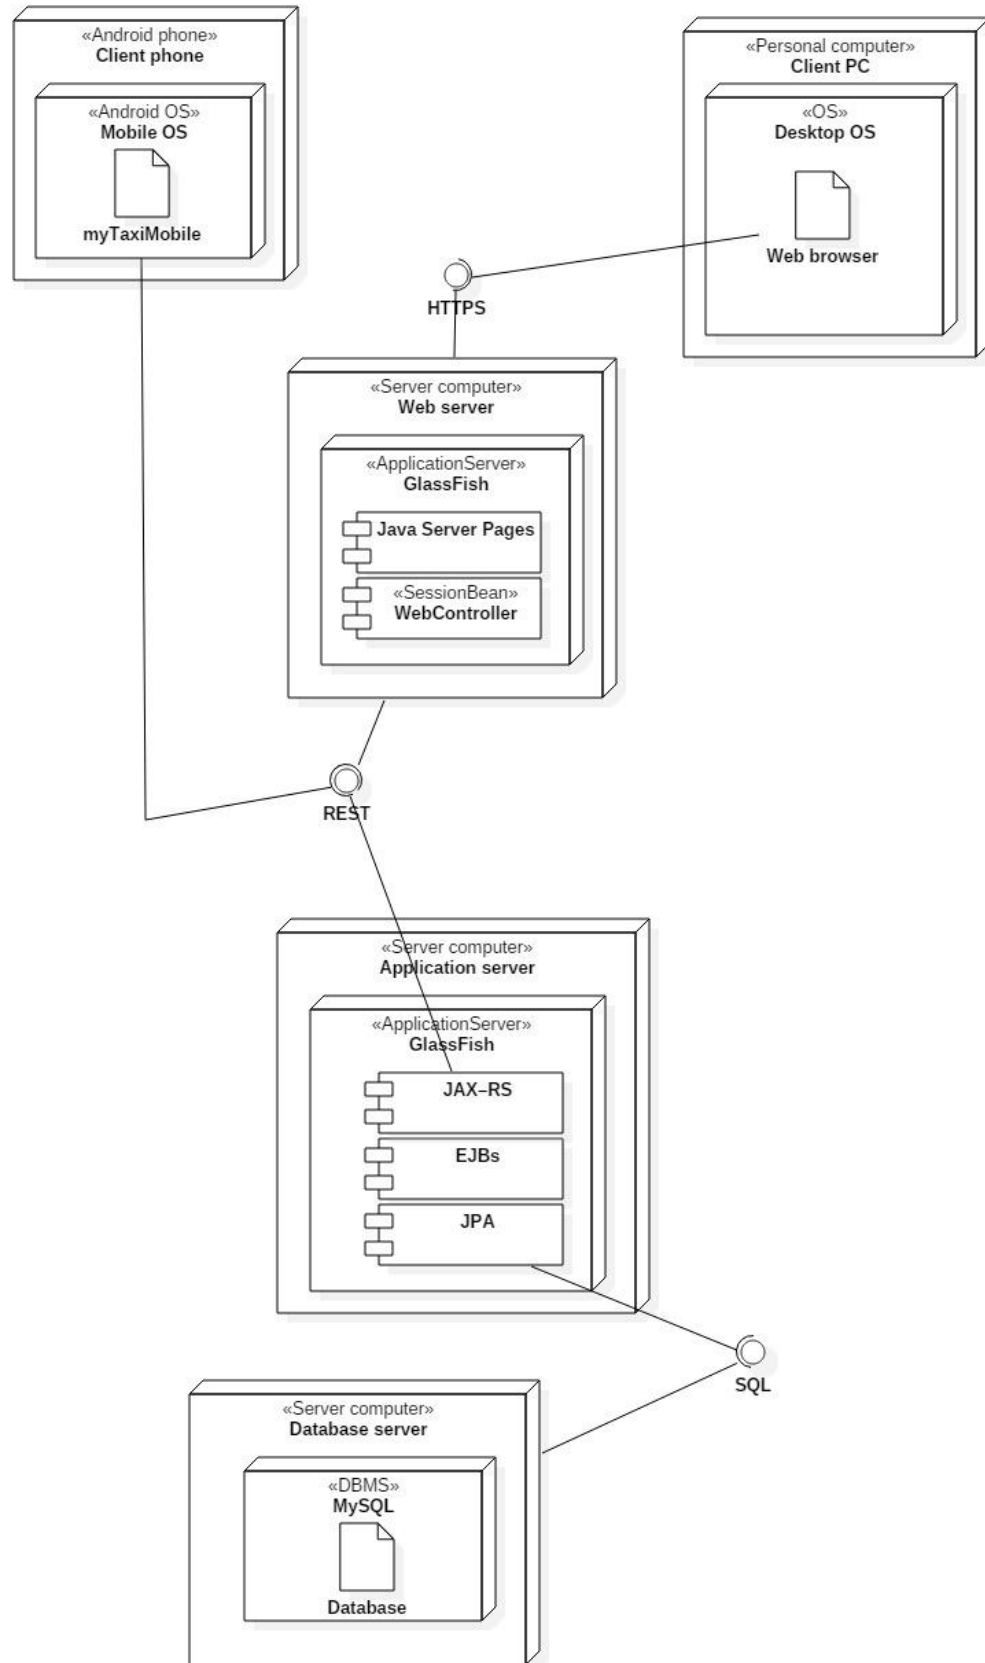 «Android phone»
Client phone
«Android OS»
Mobile OS
myTaxiMobile
«Personal computer»
Client PC
«OS»
Desktop OS
Web browser
HTTPS
«Server computer»
Web server
«ApplicationServer»
GlassFish
Java Server Pages
«SessionBean»
WebController
REST
«Server computer»
Application server
«ApplicationServer»
GlassFish
JAX–RS
EJBs
JPA
SQL
«Server computer»
Database server
«DBMS»
MySQL
Database